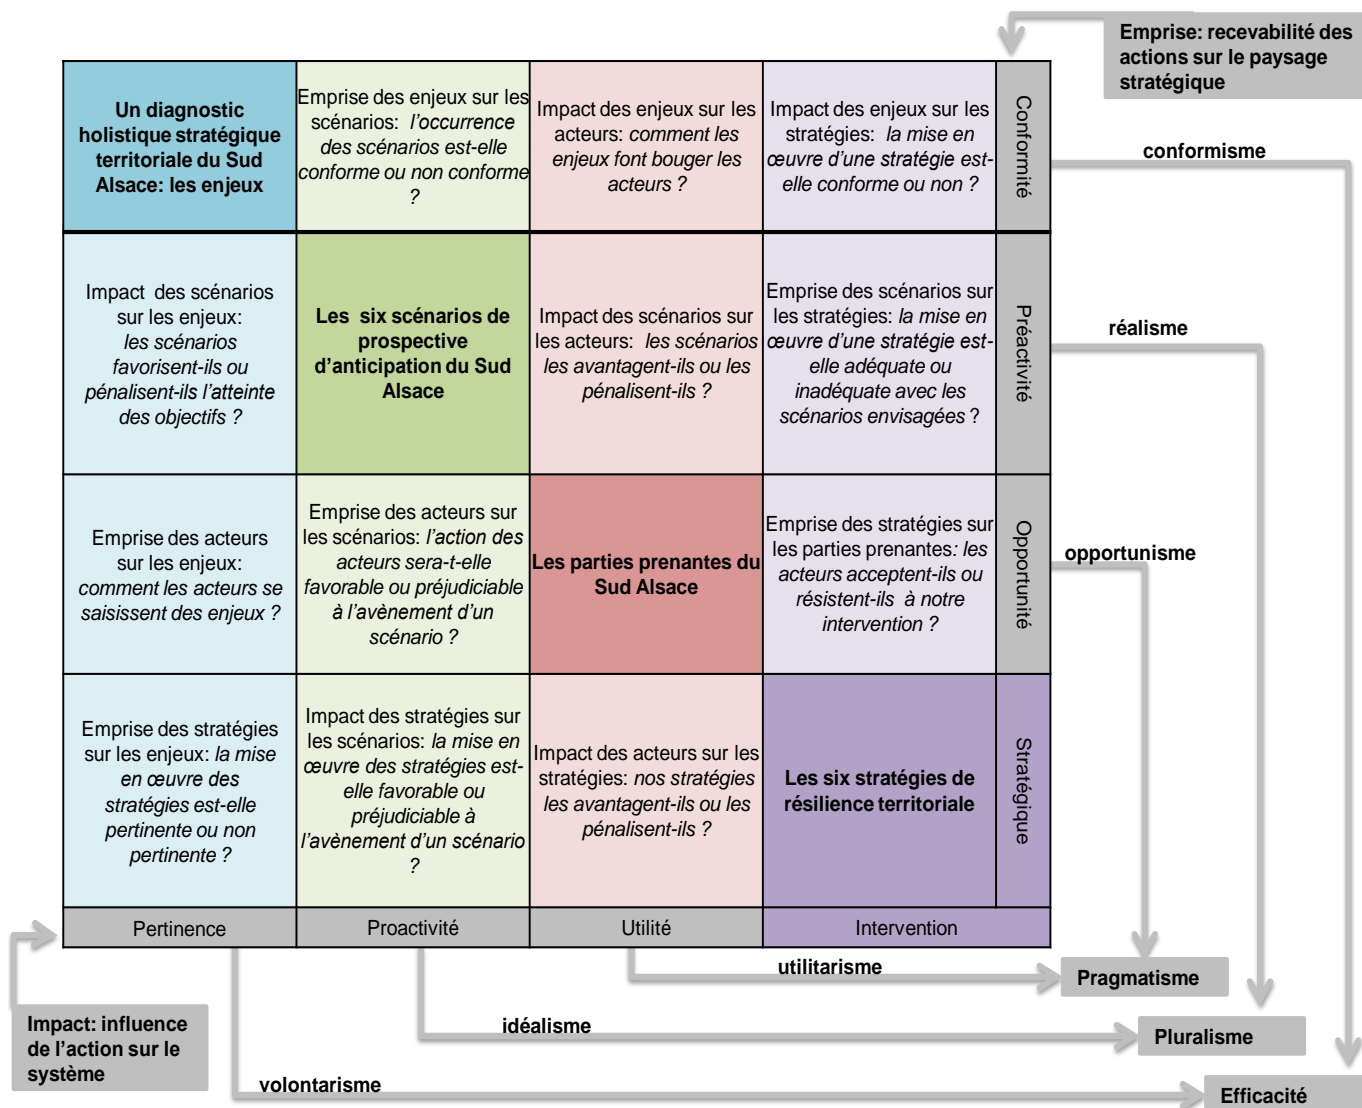 Emprise: recevabilité des
actions sur le paysage
stratégique
Un diagnostic
holistique stratégique
territoriale du Sud
Alsace: les enjeux
Emprise des enjeux sur les
scénarios: l'occurrence
des scénarios est-elle
conforme ou non conforme
?
Impact des enjeux sur les
acteurs: comment les
enjeux font bouger les
acteurs ?
Impact des enjeux sur les
stratégies: la mise en
œuvre d'une stratégie est-
elle conforme ou non ?
Conformité
conformisme
Impact des scénarios
sur les enjeux:
les scénarios
favorisent-ils ou
pénalisent-ils l'atteinte
des objectifs ?
Les six scénarios de
prospective
d'anticipation du Sud
Alsace
Impact des scénarios sur
les acteurs: les scénarios
les avantagent-ils ou les
pénalisent-ils ?
Emprise des scénarios sur
les stratégies: la mise en
œuvre d'une stratégie est-
elle adéquate ou
inadéquate avec les
scénarios envisagées ?
Préactivité
réalisme
Emprise des acteurs
sur les enjeux:
comment les acteurs se
saisissent des enjeux ?
Emprise des acteurs sur
les scénarios: l'action des
acteurs sera-t-elle
favorable ou préjudiciable
à l'avènement d'un
scénario ?
Les parties prenantes du
Sud Alsace
Emprise des stratégies sur
les parties prenantes: les
acteurs acceptent-ils ou
résistent-ils à notre
intervention ?
Opportunité
opportunisme
Emprise des stratégies
sur les enjeux: la mise
en œuvre des
stratégies est-elle
pertinente ou non
pertinente ?
Impact des stratégies sur
les scénarios: la mise en
œuvre des stratégies est-
elle favorable ou
préjudiciable à
l'avènement d'un scénario
?
Impact des acteurs sur les
stratégies: nos stratégies
les avantagent-ils ou les
pénalisent-ils ?
Les six stratégies de
résilience territoriale
Stratégique
Pertinence
Proactivité
Utilité
Intervention
utilitarisme
Pragmatisme
Impact: influence
de l'action sur le
système
idéalisme
Pluralisme
volontarisme
Efficacité